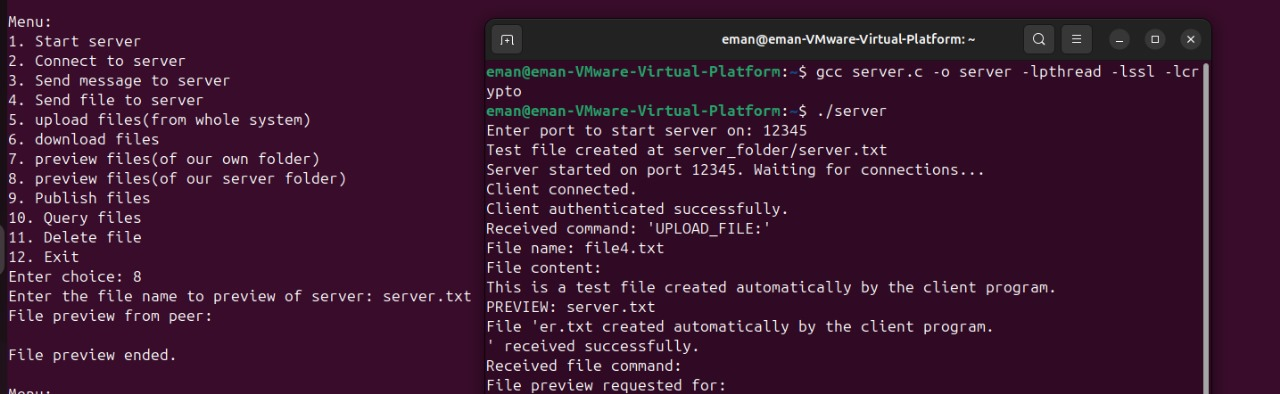 Menu:
1. Start server
2. Connect to server
3. Send message to server
4. Send file to server
5. upload files(from whole system)
6. download files
7. preview files(of our own folder)
8. preview files(of our server folder)
9. Publish files
10. Query files
11. Delete file
12. Exit
Enter choice: 8
Enter the file name to preview of server: server.txt
File preview from peer:
File preview ended.
Menu:
eman@eman-VMware-Virtual-Platform: ~
eman@eman-VMware-Virtual-Platform:~$ gcc server.c -o server -lpthread -lssl -lcr
ypto
eman@eman-VMware-Virtual-Platform:~$ ./server
Enter port to start server on: 12345
Test file created at server_folder/server.txt
Server started on port 12345. Waiting for connections...
Client connected.
Client authenticated successfully.
Received command: 'UPLOAD_FILE:'
File name: file4.txt
File content:
This is a test file created automatically by the client program.
PREVIEW: server.txt
File 'er.txt created automatically by the client program.
' received successfully.
Received file command:
File preview requested for: